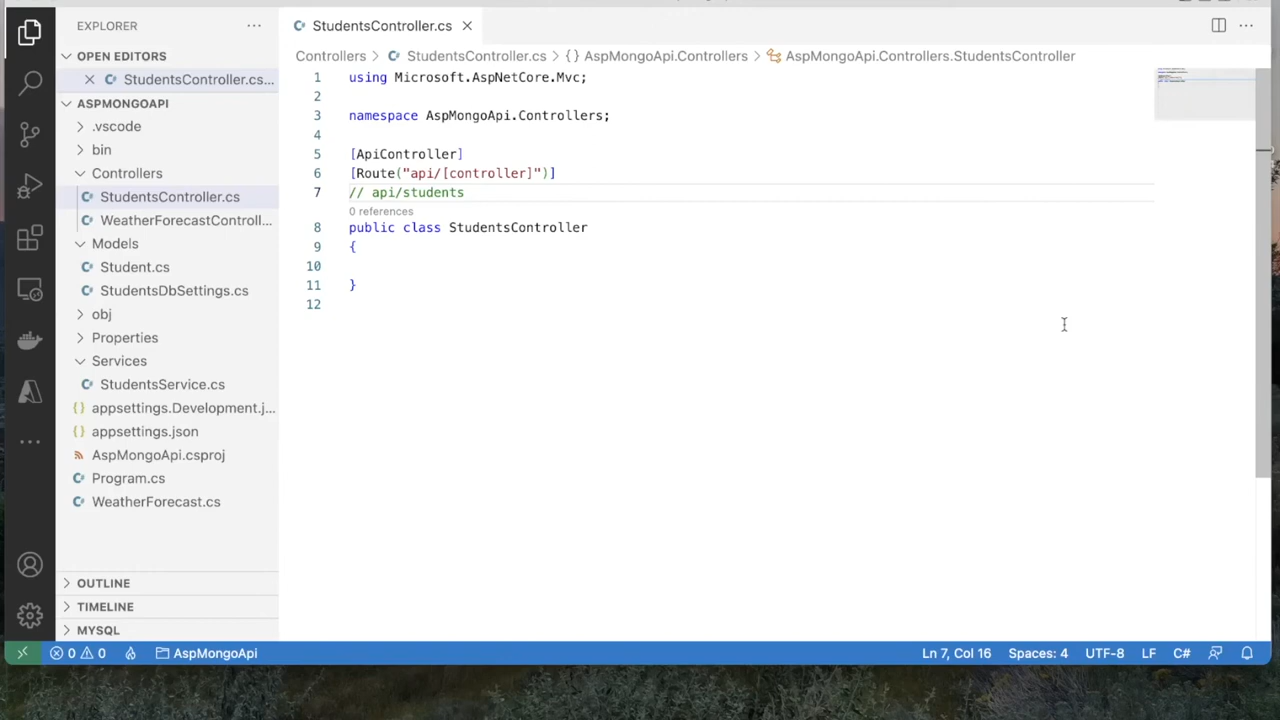 EXPLORER
StudentsController.cs
OPEN EDITORS
StudentsController.cs...
Controllers > StudentsController.cs > {} AspMongoApi.Controllers > AspMongoApi.Controllers.StudentsController
ASPMONGOAPI
.vscode
bin
Controllers
StudentsController.cs
WeatherForecastControll...
Models
Student.cs
StudentsDbSettings.cs
obj
Properties
Services
StudentsService.cs
appsettings.Development.j...
appsettings.json
AspMongoApi.csproj
Program.cs
WeatherForecast.cs
OUTLINE
TIMELINE
MYSQL
1 using Microsoft.AspNetCore.Mvc;
2
3 namespace AspMongoApi.Controllers;
4
5 [ApiController]
6 [Route("api/[controller]")]
7 // api/students
0 references
8 public class StudentsController
9 {
10
11 }
12
0 0 AspMongoApi Ln 7, Col 16 Spaces: 4 UTF-8 LF C#